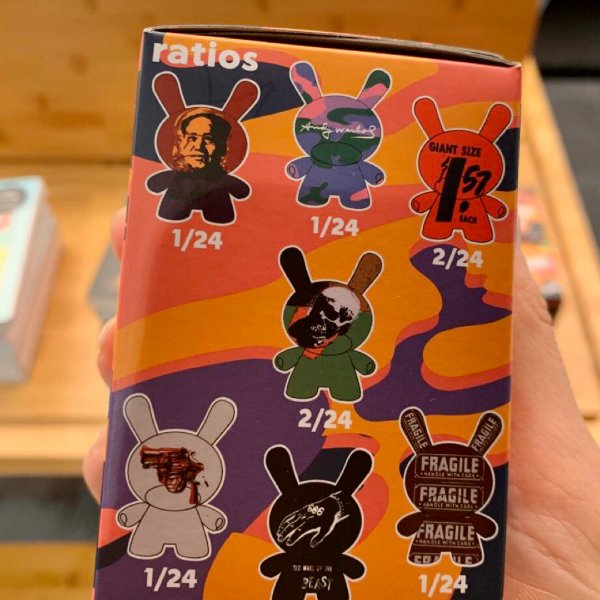 ratios
1/24
Andy Warhol
1/24
GIANT SIZE
$1.57
EACH
2/24
2/24
1/24
666
THE MARK OF THE
BEAST
FRAGILE
FRAGILE
FRAGILE
HANDLE WITH CARE
FRAGILE
HANDLE WITH CARE
FRAGILE
HANDLE WITH CARE
FRAGILE
1/24